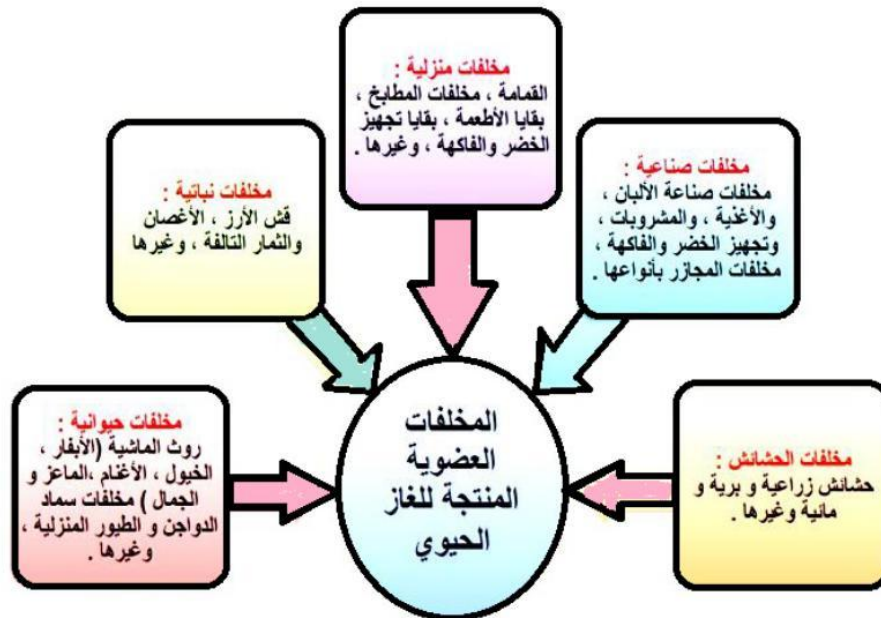 مخلفات منزلية :
القمامة ، مخلفات المطابخ ،
بقايا الأطعمة ، بقايا تجهيز
الخضر والفاكهة ، وغيرها .
مخلفات صناعية :
مخلفات صناعة الألبان ،
والأغذية ، والمشروبات ،
وتجهيز الخضر والفاكهة ،
مخلفات المجازر بأنواعها .
مخلفات نباتية :
قش الأرز ، الأغصان
والثمار التالفة ، وغيرها
المخلفات
العضوية
المنتجة للغاز
الحيوي
مخلفات الحشائش :
حشائش زراعية و برية و
مائية وغيرها .
مخلفات حيوانية :
روث الماشية (الأبقار ،
الخيول ، الأغنام ،الماعز و
الجمال ) مخلفات سماد
الدواجن و الطيور المنزلية ،
وغيرها .